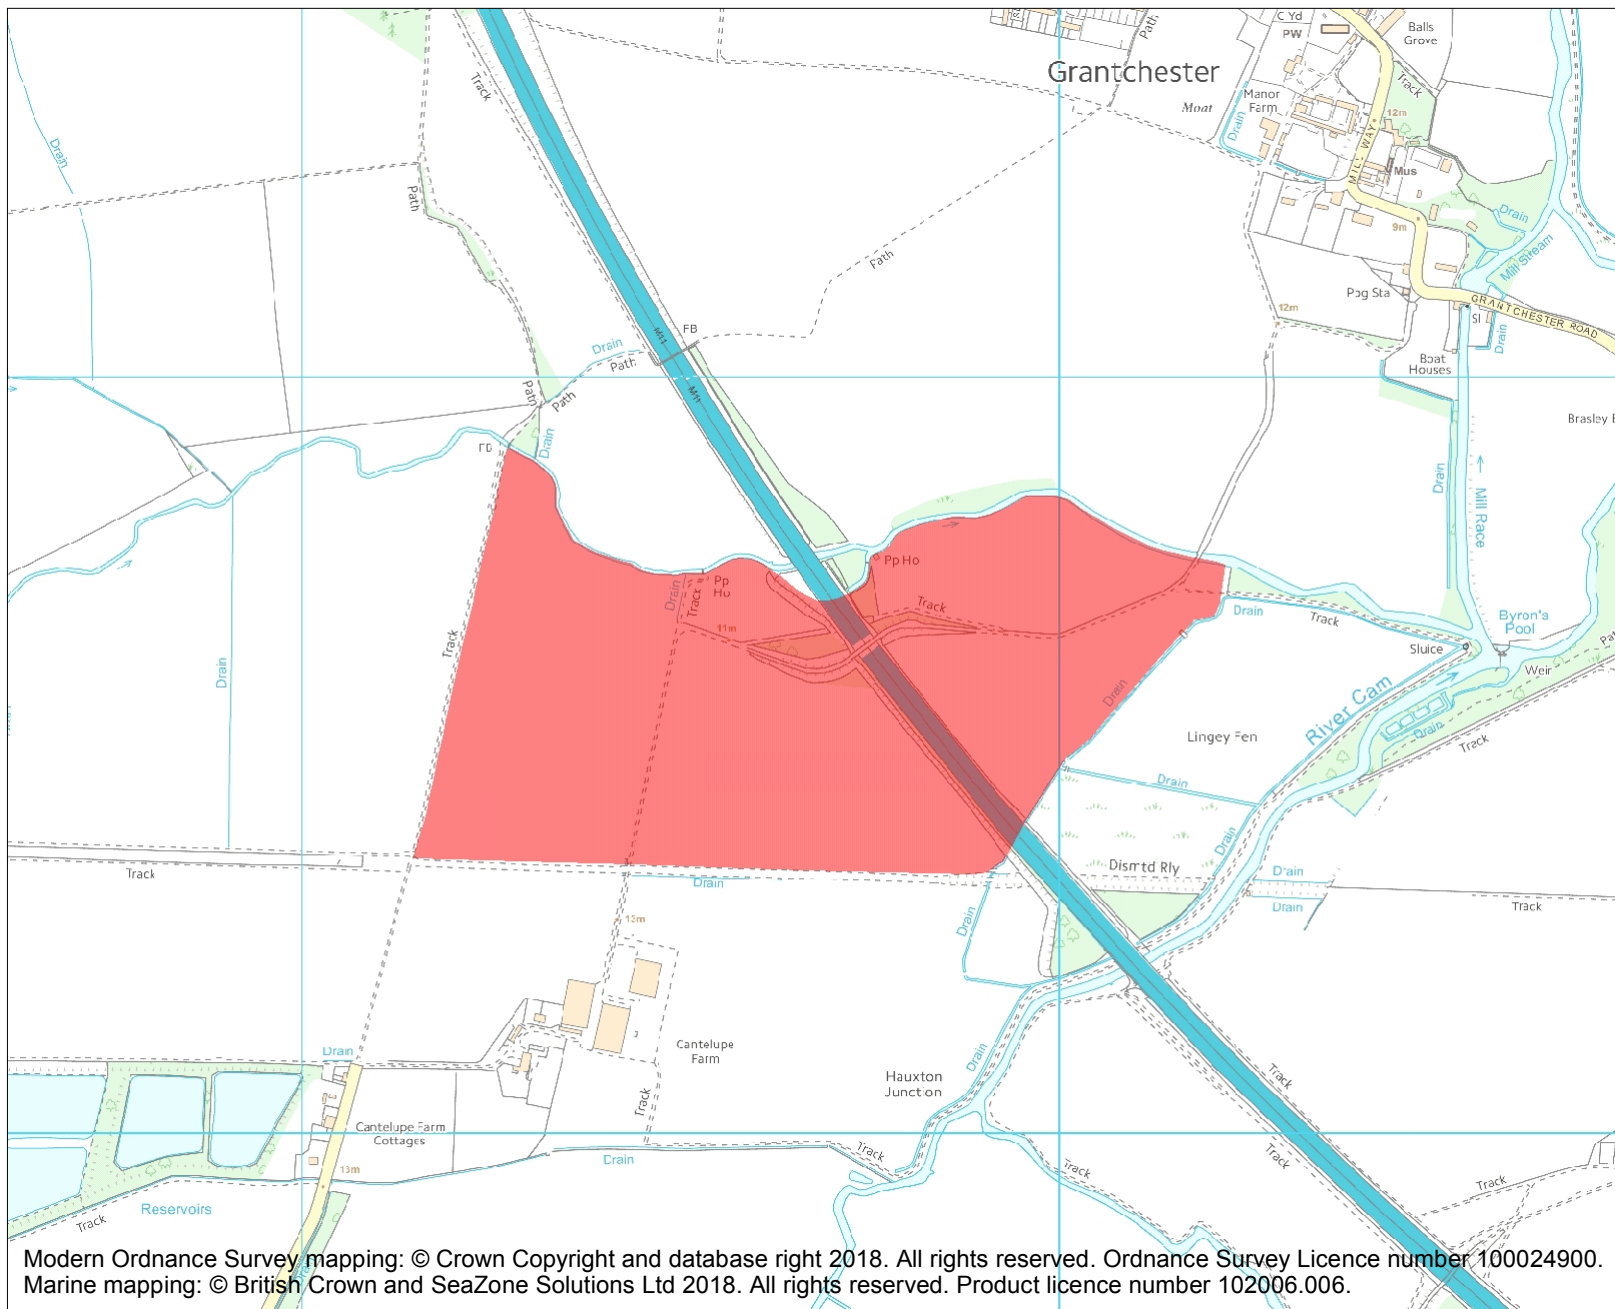 C Yd
PW
Balls
Grove
Path
Track
Grantchester
Track
Moat
Manor
Farm
Drain
12m
MILL WAY
Mus
Drain
Path
Drain
9m
Mill Stream
Path
Ppg Sta
12m
GRANTCHESTER ROAD
Sl
Drain
M11
FB
Drain
Path
Boat
Houses
M11
Path
Path
Brasley
Drain
FB
Drain
Mill Race
Pp Ho
Pp
Ho
Drain
Track
Track
11m
Drain
Track
Byron's
Pool
Sluice
Weir
Track
Drain
Drain
River Cam
Lingey Fen
Drain
Track
Drain
Drain
Dismtd Rly
Drain
Track
Drain
Drain
Track
13m
Drain
Cantelupe
Farm
Drain
Drain
Hauxton
Junction
Track
Track
Cantelupe Farm
Cottages
13m
Drain
Track
Track
Track
Track
Reservoirs
Track
Drain
Modern Ordnance Survey mapping: © Crown Copyright and database right 2018. All rights reserved. Ordnance Survey Licence number 100024900.
Marine mapping: © British Crown and SeaZone Solutions Ltd 2018. All rights reserved. Product licence number 102006.006.